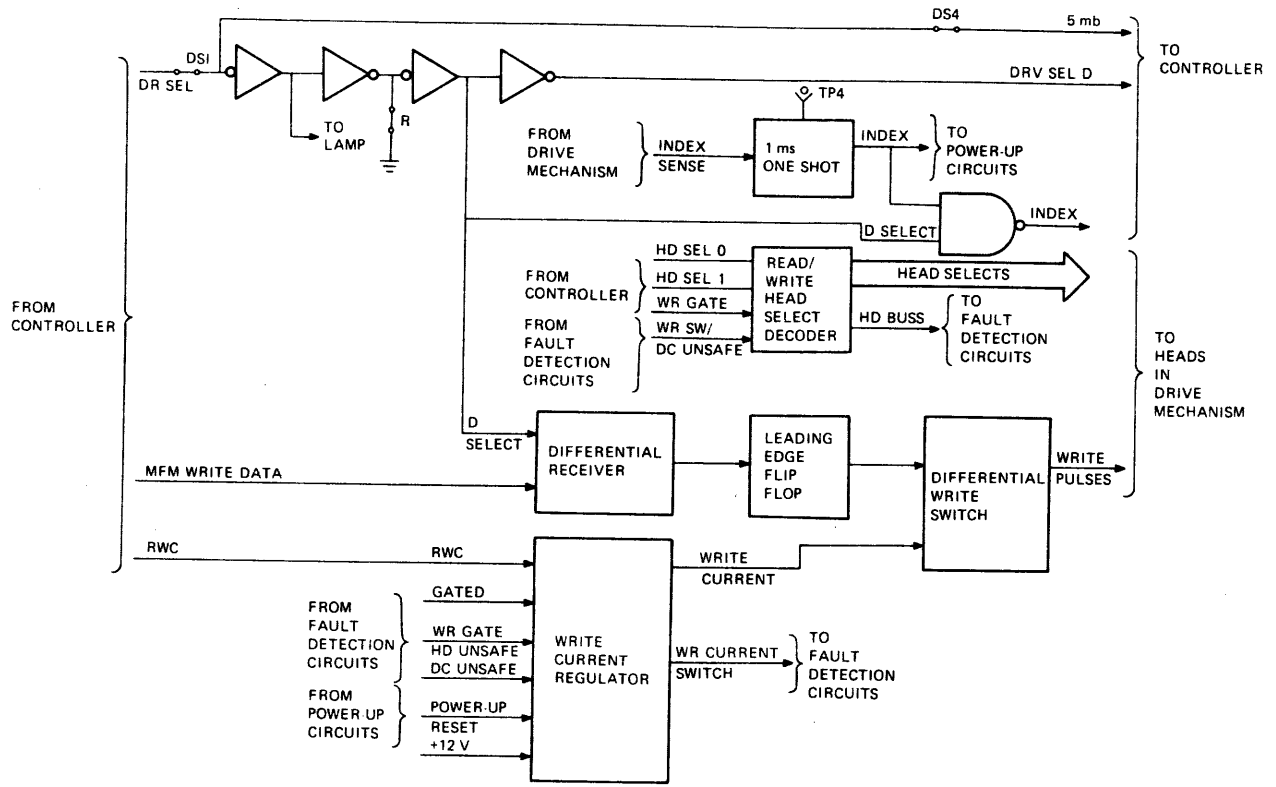 DS4
5 mb
DS1
DR SEL
TO
CONTROLLER
DRV SEL D
R
TO
LAMP
TP4
FROM
DRIVE
MECHANISM
INDEX
SENSE
1 ms
ONE SHOT
INDEX
TO
POWER-UP
CIRCUITS
D SELECT
INDEX
FROM
CONTROLLER
HD SEL 0
HD SEL 1
WR GATE
FROM
CONTROLLER
FROM
FAULT
DETECTION
CIRCUITS
WR SW/
DC UNSAFE
READ/
WRITE
HEAD
SELECT
DECODER
HEAD SELECTS
HD BUSS
TO
FAULT
DETECTION
CIRCUITS
TO
HEADS
IN
DRIVE
MECHANISM
D
SELECT
MFM WRITE DATA
DIFFERENTIAL
RECEIVER
LEADING
EDGE
FLIP
FLOP
DIFFERENTIAL
WRITE
SWITCH
WRITE
PULSES
RWC
RWC
GATED
WR GATE
HD UNSAFE
DC UNSAFE
FROM
FAULT
DETECTION
CIRCUITS
FROM
POWER-UP
CIRCUITS
POWER-UP
RESET
+12 V
WRITE
CURRENT
REGULATOR
WRITE
CURRENT
WR CURRENT
SWITCH
TO
FAULT
DETECTION
CIRCUITS